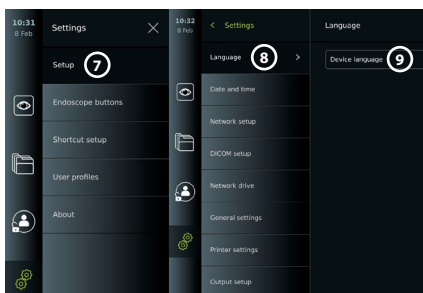 10:31
8 Feb
Settings
Setup
7
Endoscope buttons
Shortcut setup
User profiles
About
10:32
8 Feb
Settings
Language
8
Date and time
Network setup
DICOM setup
Network drive
General settings
Printer settings
Output setup
Language
Device language
9